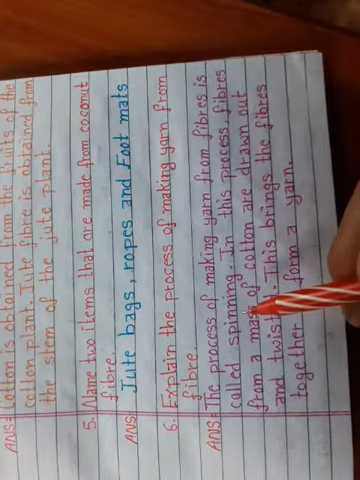 ANS= Cotton is obtained from the fruits of the
cotton plant. Jute fibre is obtained from
the stem of the jute plant.
5. Name two items that are made from coconut
fibre.
ANS Jute bags, ropes and Foot mats
6. Explain the process of making yarn from
fibre.
ANS: The process of making yarn from fibres is
called spinning. In this process, fibres
from a mass of cotton are drawn out
and twist. This brings the fibres
together form a yarn.